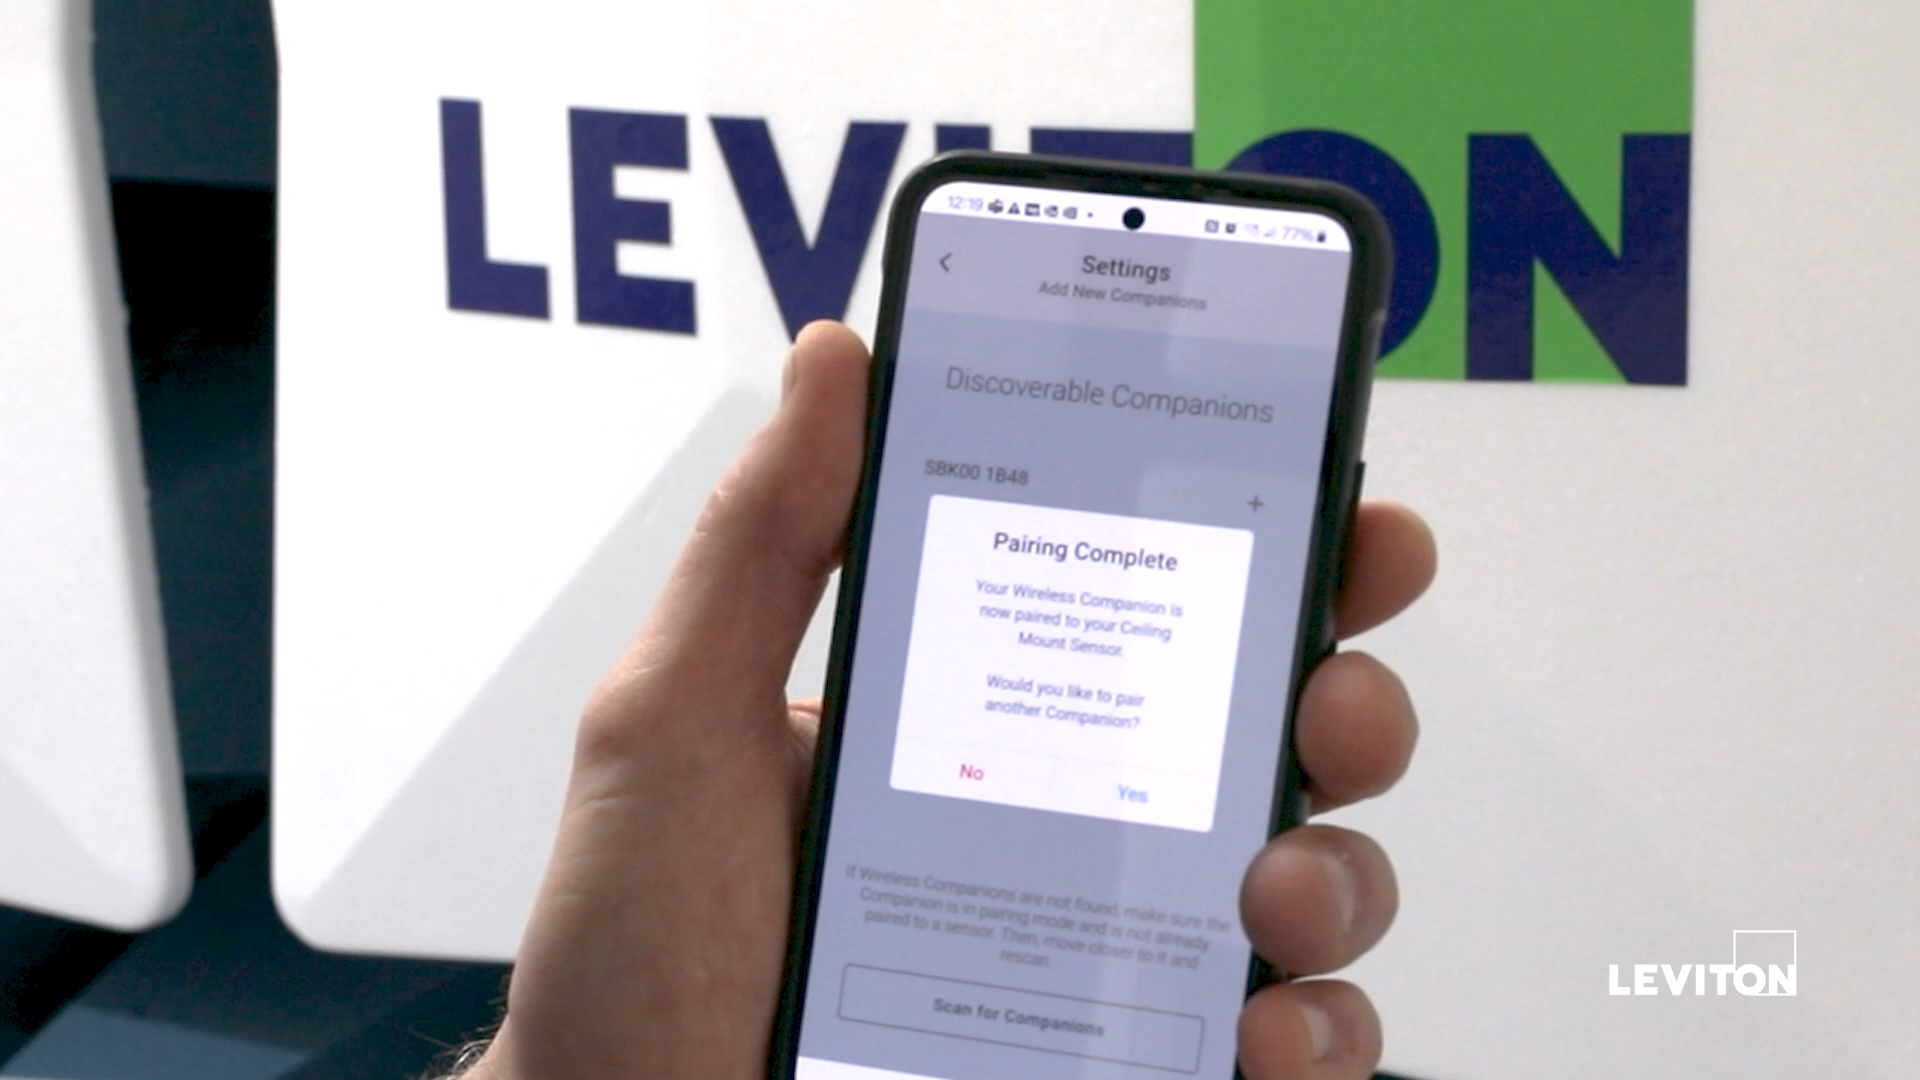 LEVITON
12:19
77%
Settings
Add New Companions
Discoverable Companions
SBK00 1B48
+
Pairing Complete
Your Wireless Companion is
now paired to your Ceiling
Mount Sensor.
Would you like to pair
another Companion?
No
Yes
If Wireless Companions are not found, make sure the
Companion is in pairing mode and is not already
paired to a sensor. Then, move closer to it and
rescan.
Scan for Companions
LEVITON